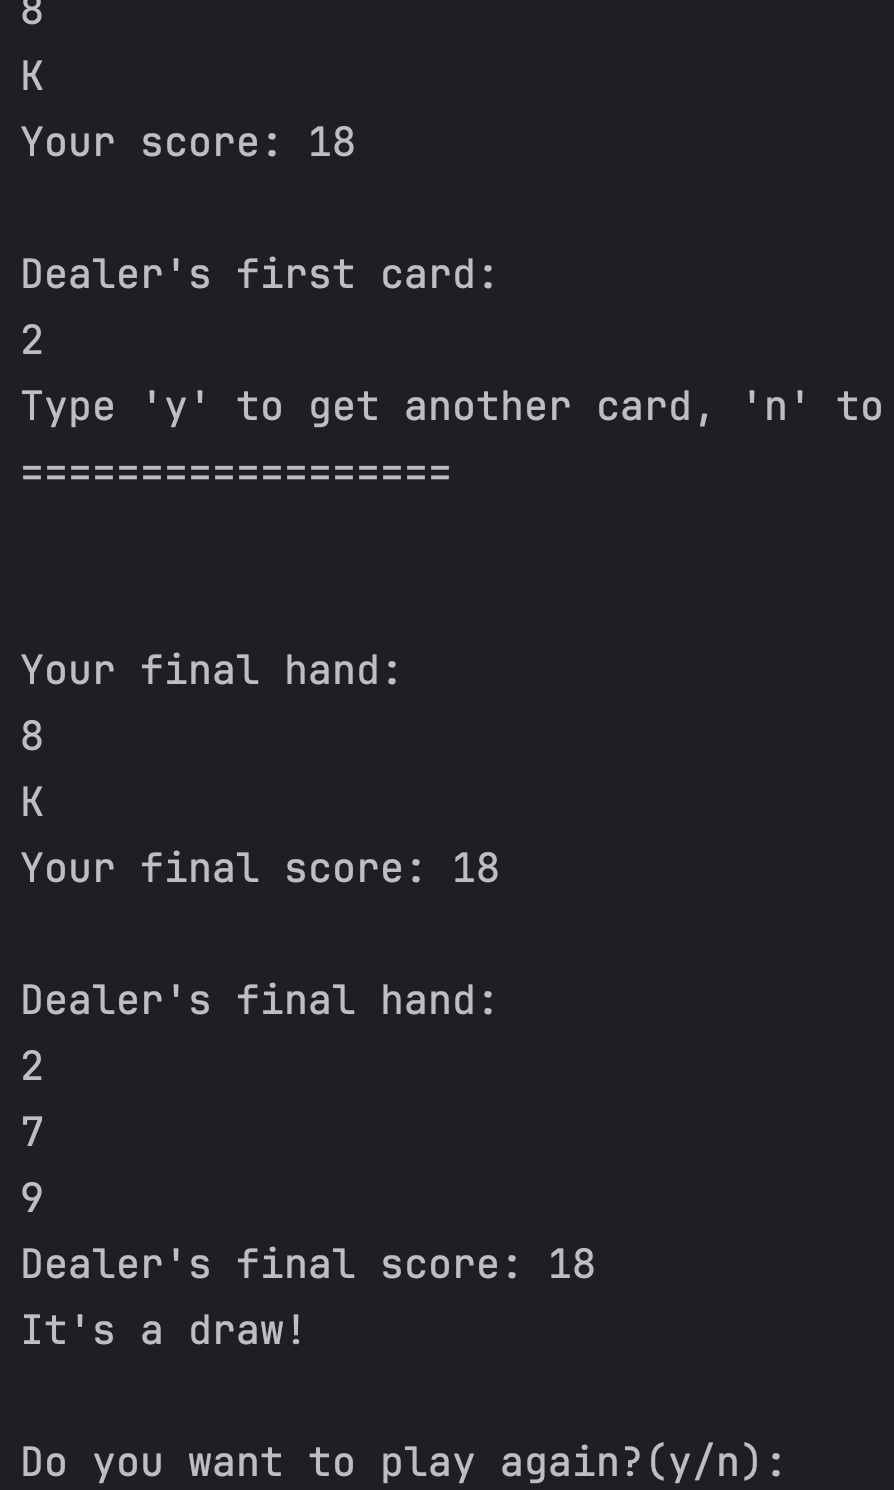 8
K
Your score: 18
Dealer's first card:
2
Type 'y' to get another card, 'n' to
==================
Your final hand:
8
K
Your final score: 18
Dealer's final hand:
2
7
9
Dealer's final score: 18
It's a draw!
Do you want to play again?(y/n):